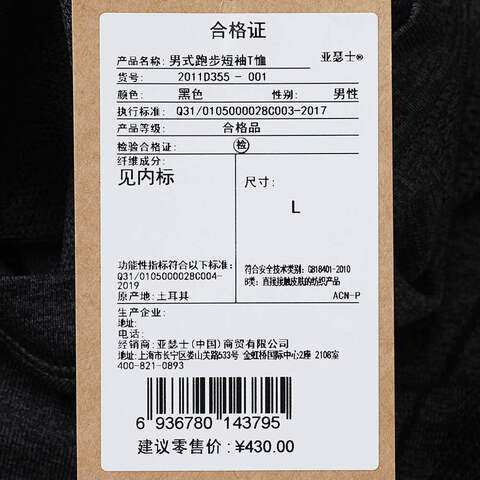 合格证
产品名称: 男式跑步短袖T恤 亚瑟士®
货号: 2011D355 - 001
颜色: 黑色 性别: 男性
执行标准: Q31/0105000028C003-2017
产品等级: 合格品
检验合格证: 检
纤维成分:
见内标
尺寸:
L
功能性指标符合以下标准:
Q31/0105000028C004-
2019
原产地:土耳其
符合安全技术类别: GB18401-2010
B类: 直接接触皮肤的纺织产品
ACN-P
生产企业:
地址:
电话:
经销商:亚瑟士(中国)商贸有限公司
地址:上海市长宁区娄山关路533号 金虹桥国际中心2座 2108室
400-821-0893
6 936780 143795
建议零售价: ¥430.00